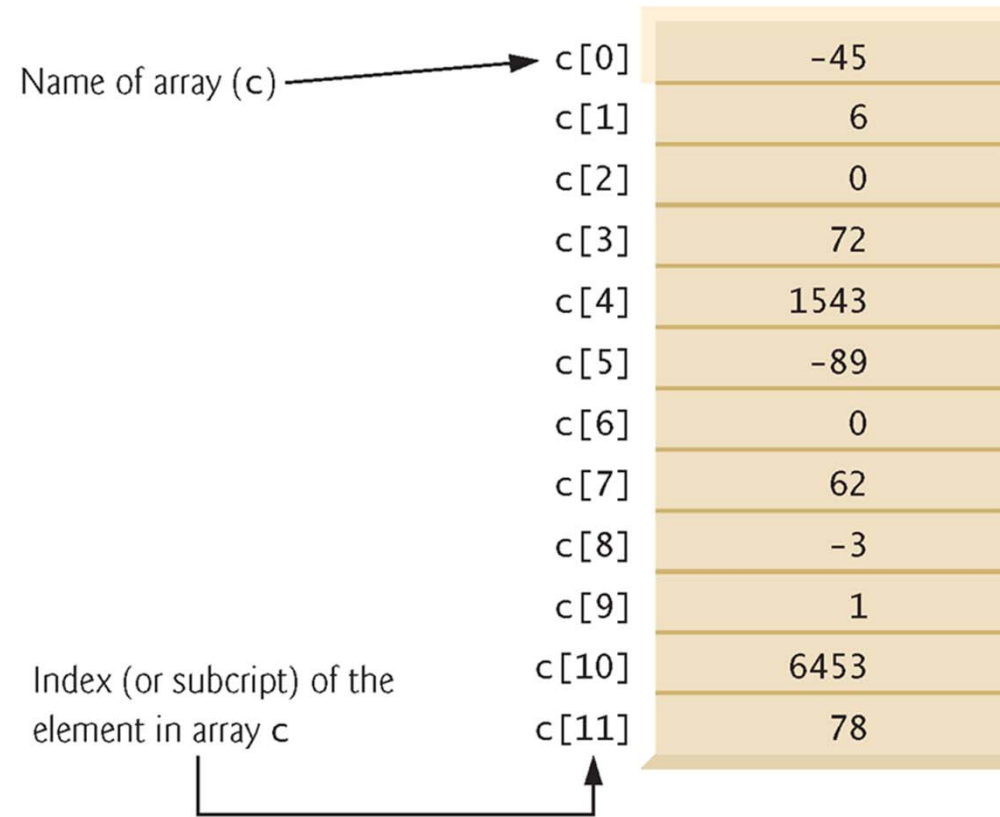 Name of array (c)
c[0] -45
c[1] 6
c[2] 0
c[3] 72
c[4] 1543
c[5] -89
c[6] 0
c[7] 62
c[8] -3
c[9] 1
c[10] 6453
c[11] 78
Index (or subcript) of the
element in array c